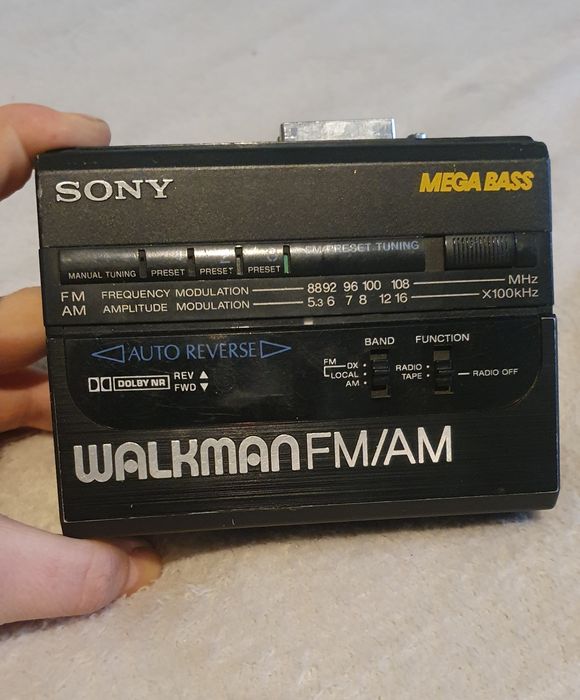 SONY
MEGA BASS
FM PRESET TUNING
MANUAL TUNING PRESET PRESET PRESET
FM FREQUENCY MODULATION 88 92 96 100 108 MHz
AM AMPLITUDE MODULATION 5.3 6 7 8 12 16 X100kHz
AUTO REVERSE
BAND FUNCTION
FM DX RADIO
LOCAL TAPE RADIO OFF
AM
DOLBY NR REV ▲
FWD ▼
WALKMAN FM/AM